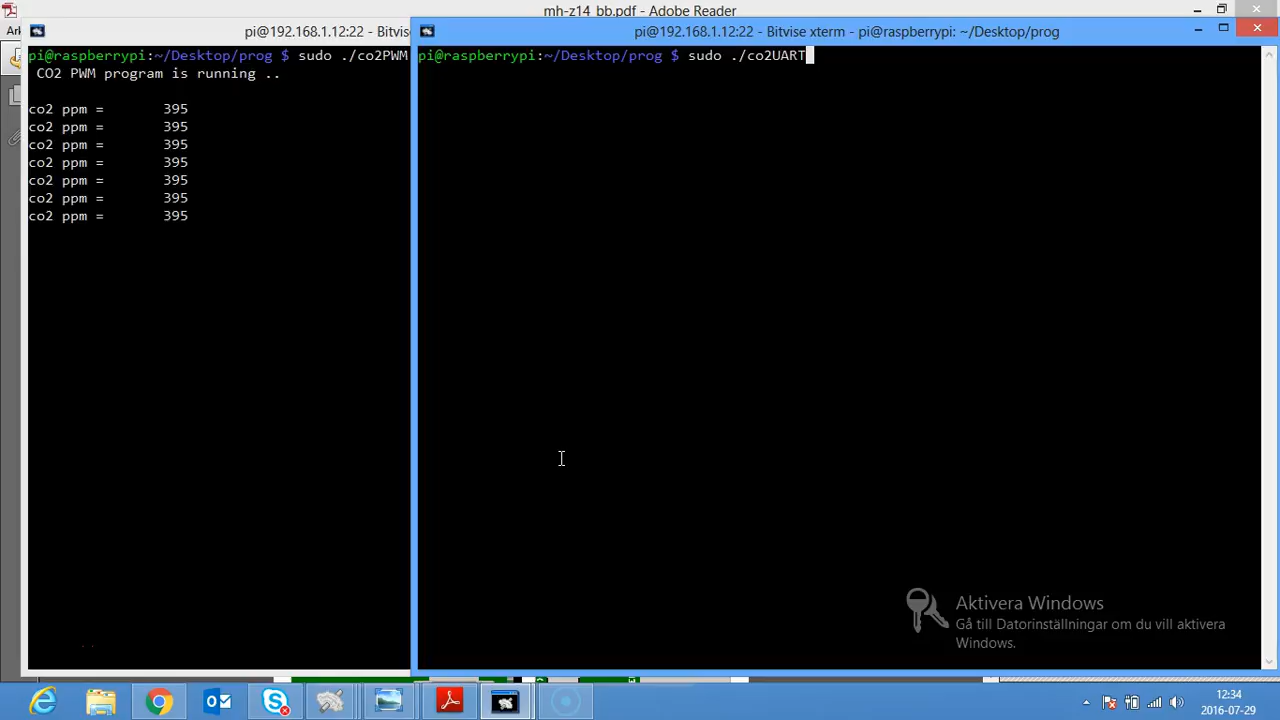 mh-z14_bb.pdf - Adobe Reader
Ark
pi@192.168.1.12:22 - Bitvise
pi@raspberrypi:~/Desktop/prog $ sudo ./co2PWM
CO2 PWM program is running ..
co2 ppm = 395
co2 ppm = 395
co2 ppm = 395
co2 ppm = 395
co2 ppm = 395
co2 ppm = 395
co2 ppm = 395
pi@192.168.1.12:22 - Bitvise xterm - pi@raspberrypi: ~/Desktop/prog
pi@raspberrypi:~/Desktop/prog $ sudo ./co2UART
Aktivera Windows
Gå till Datorinställningar om du vill aktivera
Windows.
12:34
2016-07-29